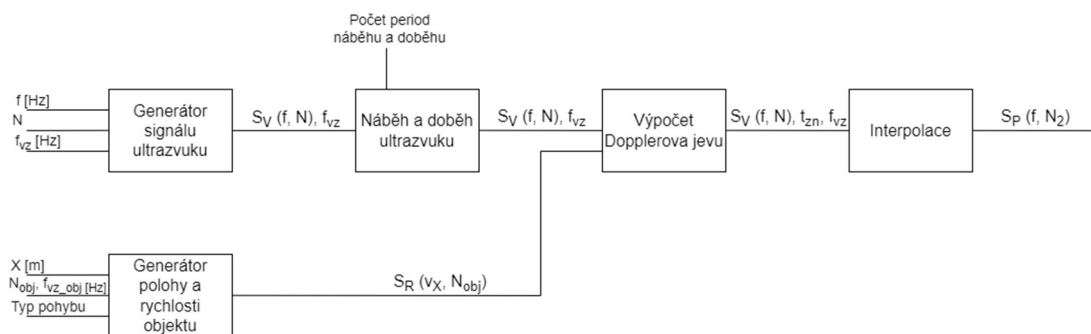 Počet period
náběhu a doběhu
f [Hz]
N
f_vz [Hz]
Generátor
signálu
ultrazvuku
S_V (f, N), f_vz
Náběh a doběh
ultrazvuku
S_V (f, N), f_vz
Výpočet
Dopplerova jevu
S_V (f, N), t_zn, f_vz
Interpolace
S_P (f, N_2)
X [m]
N_obj, f_vz_obj [Hz]
Typ pohybu
Generátor
polohy a
rychlosti
objektu
S_R (v_X, N_obj)